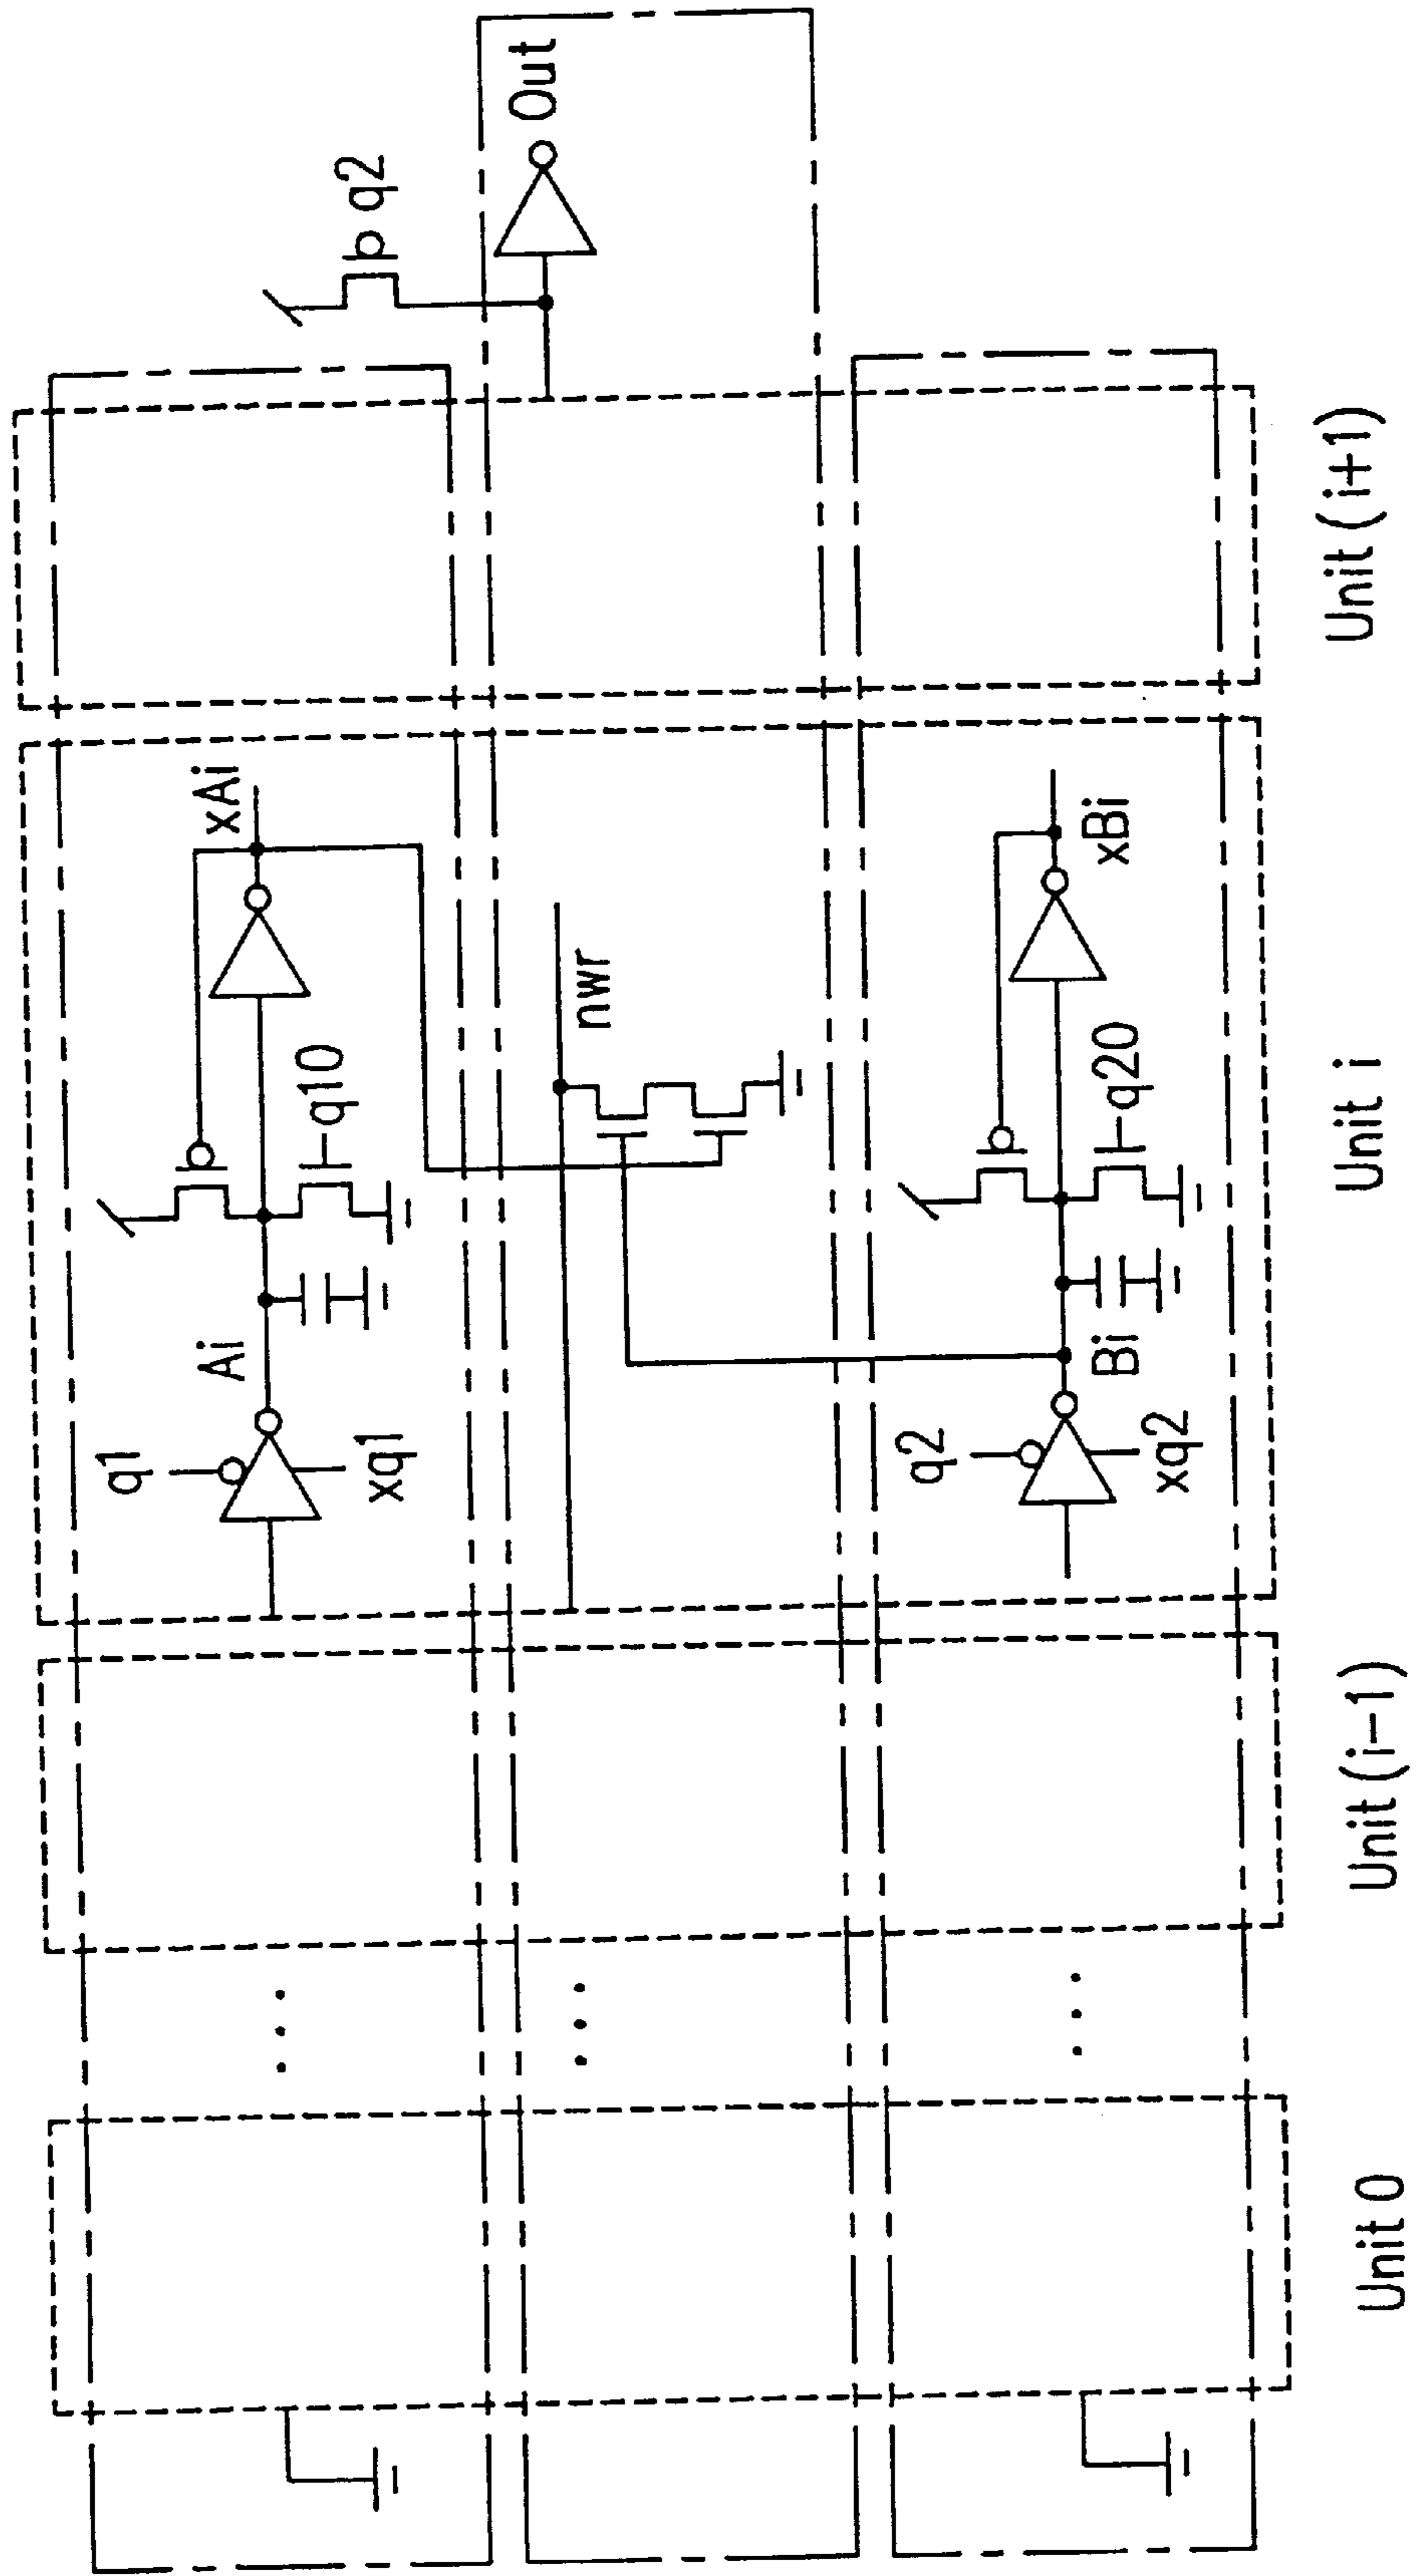 q2
Out
q1
xq1
Ai
q10
xAi
nwr
q2
xq2
Bi
q20
xBi
Unit 0
Unit (i−1)
Unit i
Unit (i+1)